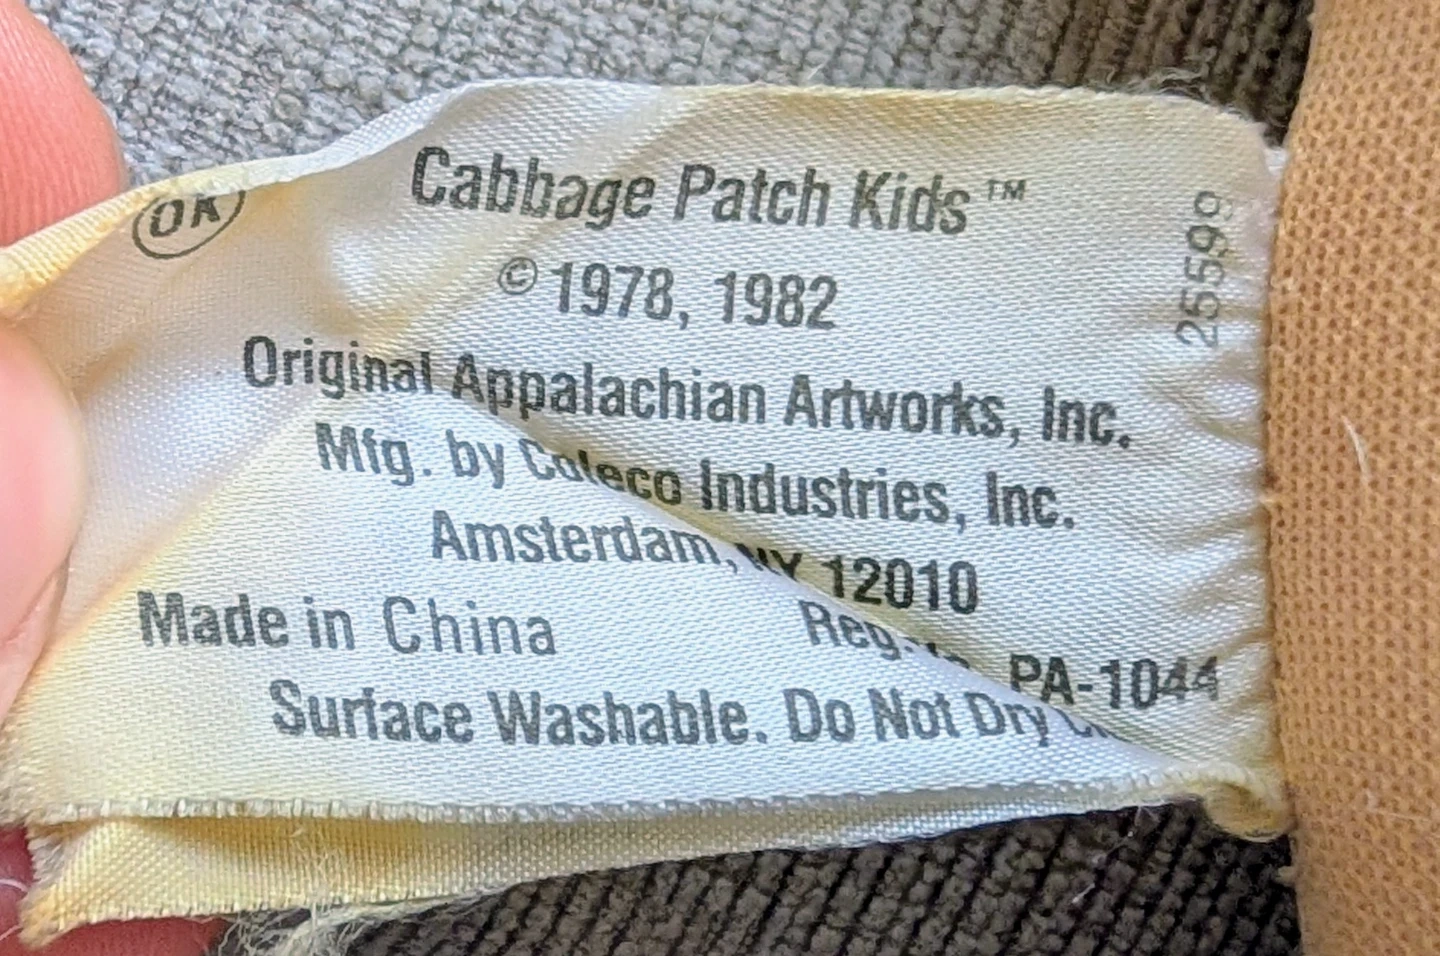 OK
Cabbage Patch Kids™
© 1978, 1982
Original Appalachian Artworks, Inc.
Mfg. by Coleco Industries, Inc.
Amsterdam, NY 12010
Made in China Reg. PA-1044
Surface Washable. Do Not Dry
25599